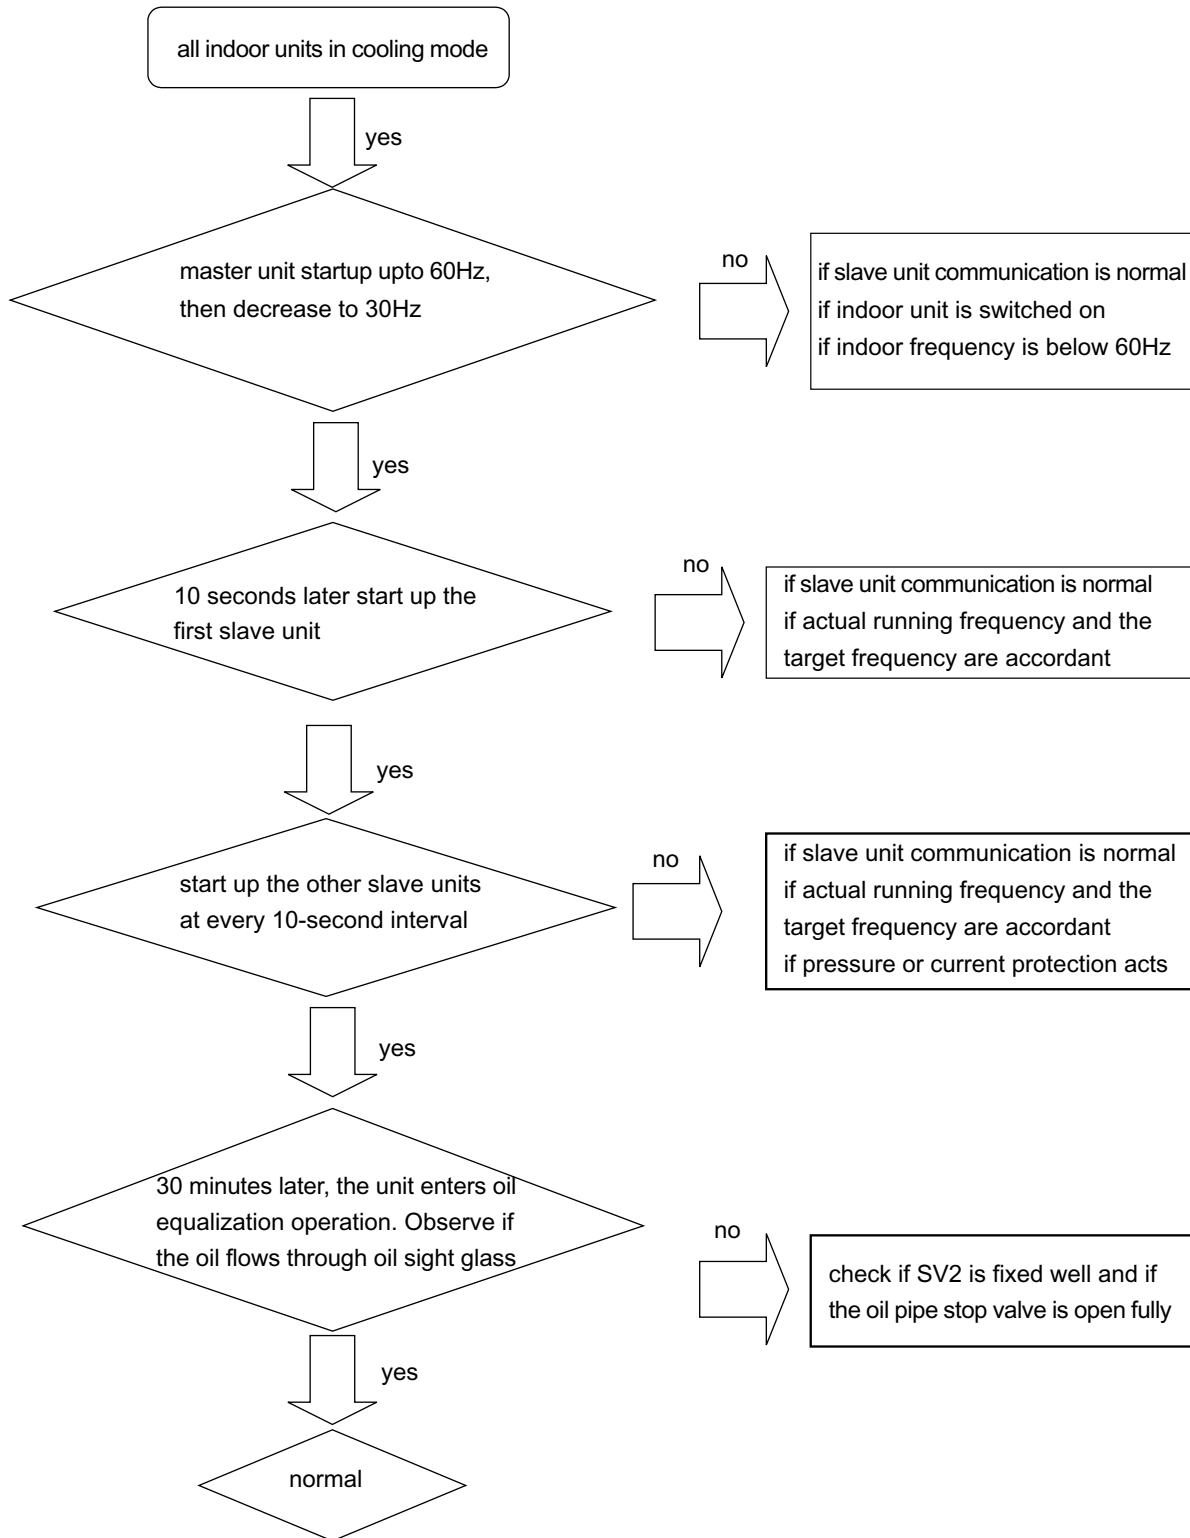 all indoor units in cooling mode
yes
master unit startup upto 60Hz,
then decrease to 30Hz
no
if slave unit communication is normal
if indoor unit is switched on
if indoor frequency is below 60Hz
yes
10 seconds later start up the
first slave unit
no
if slave unit communication is normal
if actual running frequency and the
target frequency are accordant
yes
start up the other slave units
at every 10-second interval
no
if slave unit communication is normal
if actual running frequency and the
target frequency are accordant
if pressure or current protection acts
yes
30 minutes later, the unit enters oil
equalization operation. Observe if
the oil flows through oil sight glass
no
check if SV2 is fixed well and if
the oil pipe stop valve is open fully
yes
normal